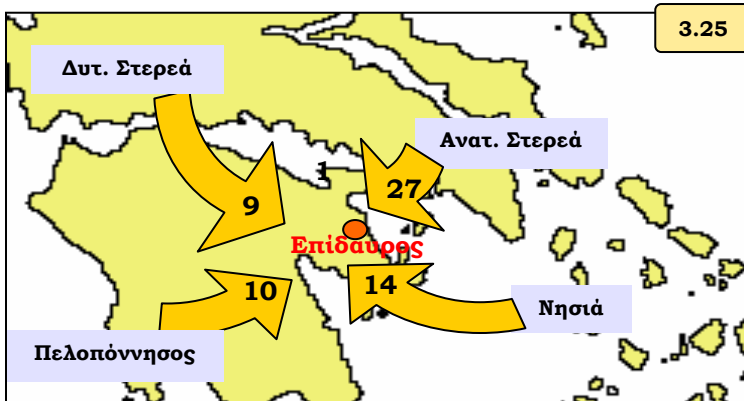 3.25
Δυτ. Στερεά
Ανατ. Στερεά
1
27
9
Επίδαυρος
10
14
Νησιά
Πελοπόννησος